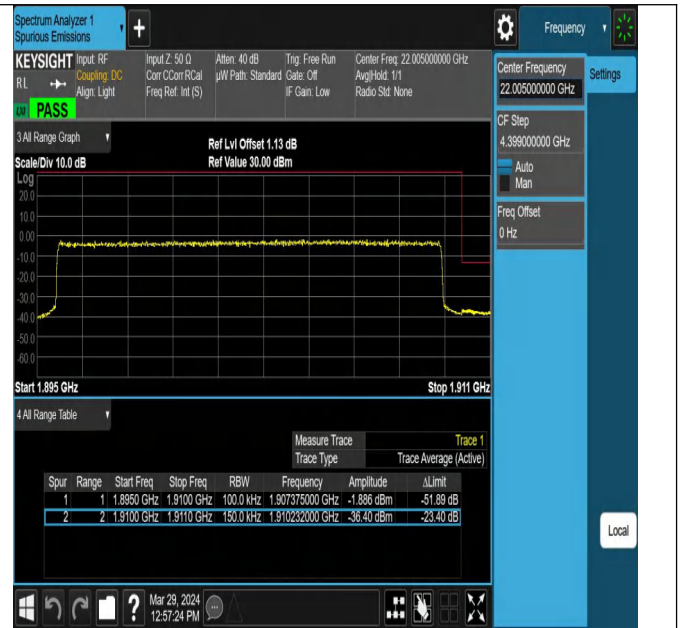 Spectrum Analyzer 1
Spurious Emissions
+
Frequency
KEYSIGHT
RL
Input: RF
Coupling: DC
Align: Light
Input Z: 50 Ω
Corr CCorr RCal
Freq Ref: Int (S)
Atten: 40 dB
µW Path: Standard
Trig: Free Run
Gate: Off
IF Gain: Low
Center Freq: 22.005000000 GHz
Avg|Hold: 1/1
Radio Std: None
PASS
Center Frequency
22.005000000 GHz
Settings
CF Step
4.399000000 GHz
Auto
Man
Freq Offset
0 Hz
3 All Range Graph
Ref Lvl Offset 1.13 dB
Scale/Div 10.0 dB
Ref Value 30.00 dBm
Log
20.0
10.0
0.00
-10.0
-20.0
-30.0
-40.0
-50.0
-60.0
Start 1.895 GHz
Stop 1.911 GHz
4 All Range Table
Measure Trace Trace 1
Trace Type Trace Average (Active)
Spur Range Start Freq Stop Freq RBW Frequency Amplitude ΔLimit
1 1 1.8950 GHz 1.9100 GHz 100.0 kHz 1.907375000 GHz -1.886 dBm -51.89 dB
2 2 1.9100 GHz 1.9110 GHz 150.0 kHz 1.910232000 GHz -36.40 dBm -23.40 dB
Local
?
Mar 29, 2024
12:57:24 PM